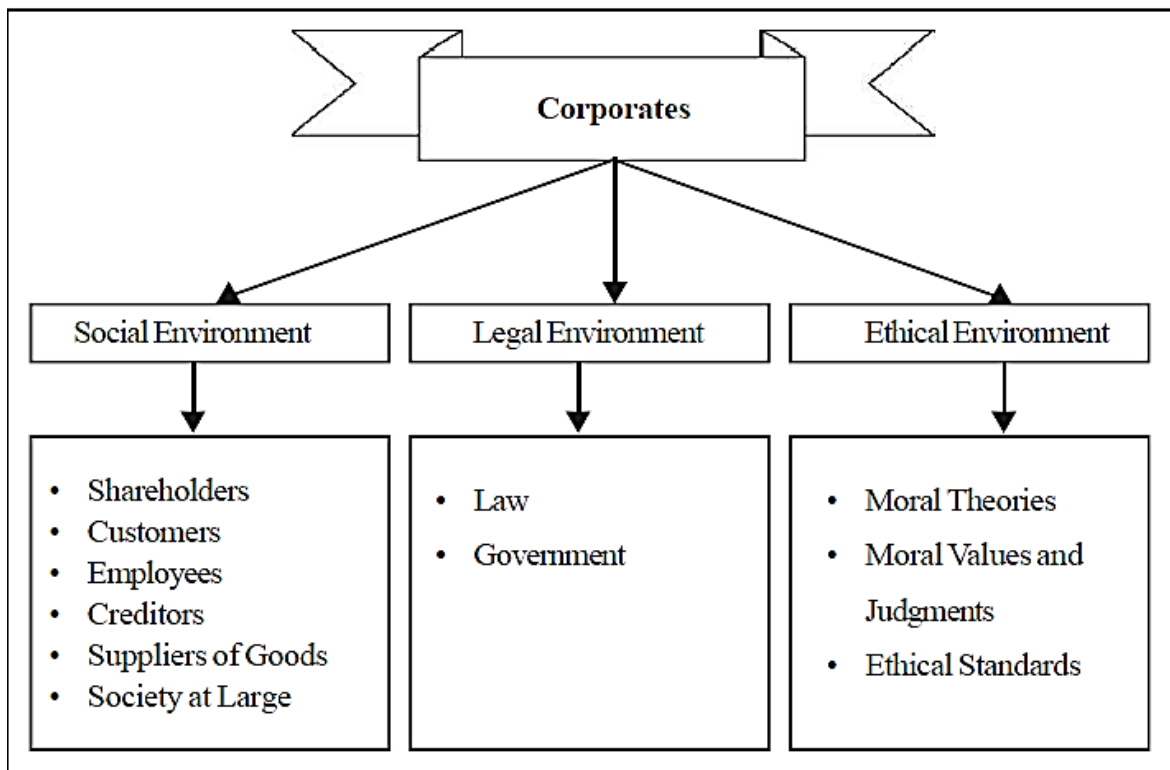 Corporates
Social Environment
Legal Environment
Ethical Environment
• Shareholders
• Customers
• Employees
• Creditors
• Suppliers of Goods
• Society at Large
• Law
• Government
• Moral Theories
• Moral Values and
Judgments
• Ethical Standards